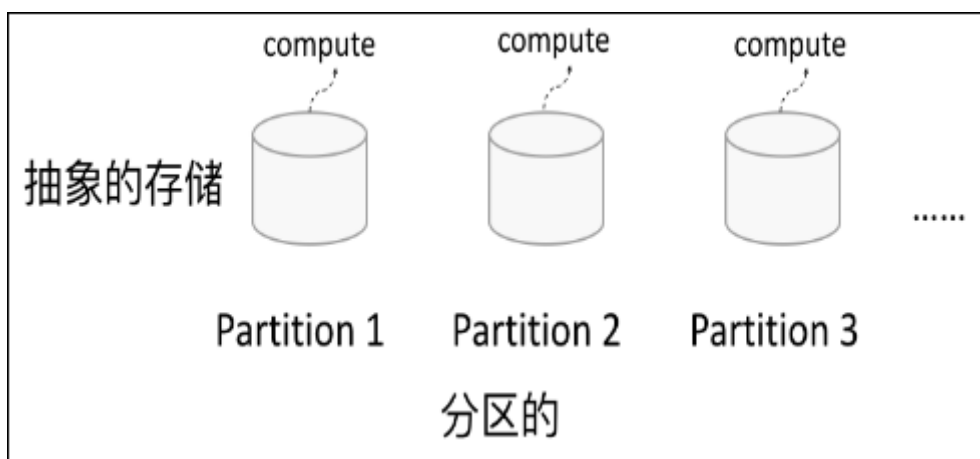 compute compute compute
抽象的存储
……
Partition 1 Partition 2 Partition 3
分区的